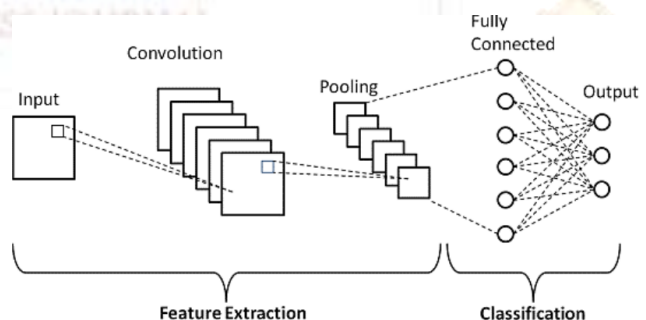 Fully
Connected
Convolution
Pooling
Input
Output
Feature Extraction
Classification